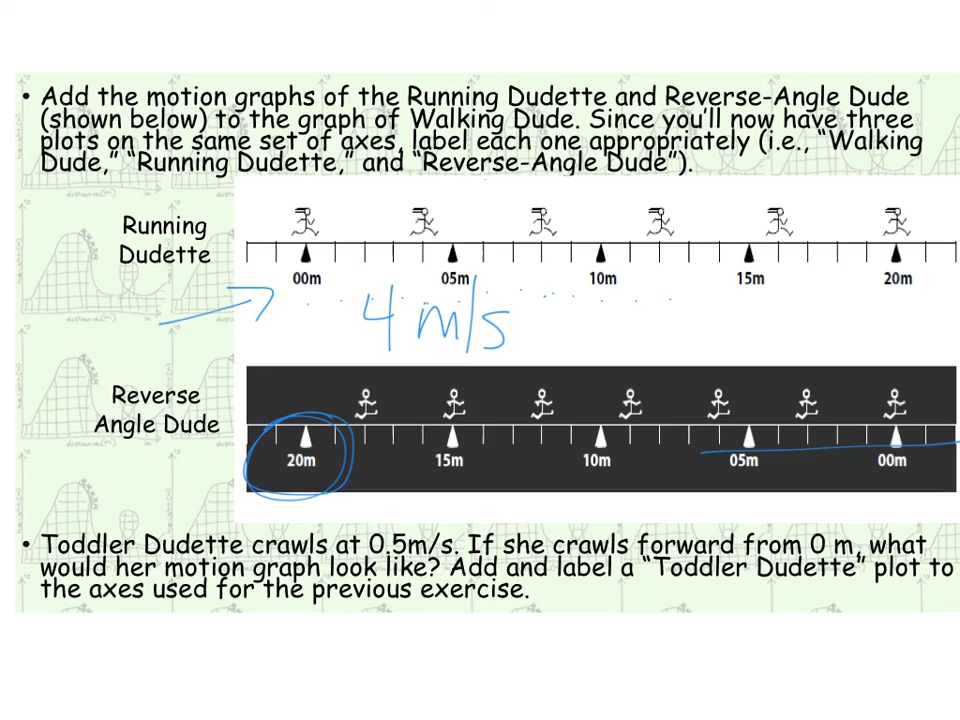 • Add the motion graphs of the Running Dudette and Reverse-Angle Dude
(shown below) to the graph of Walking Dude. Since you'll now have three
plots on the same set of axes, label each one appropriately (i.e., "Walking
Dude," "Running Dudette," and "Reverse-Angle Dude").
Running
Dudette
00m 05m 10m 15m 20m
4 m/s
Reverse
Angle Dude
20m 15m 10m 05m 00m
• Toddler Dudette crawls at 0.5m/s. If she crawls forward from 0 m, what
would her motion graph look like? Add and label a "Toddler Dudette" plot to
the axes used for the previous exercise.